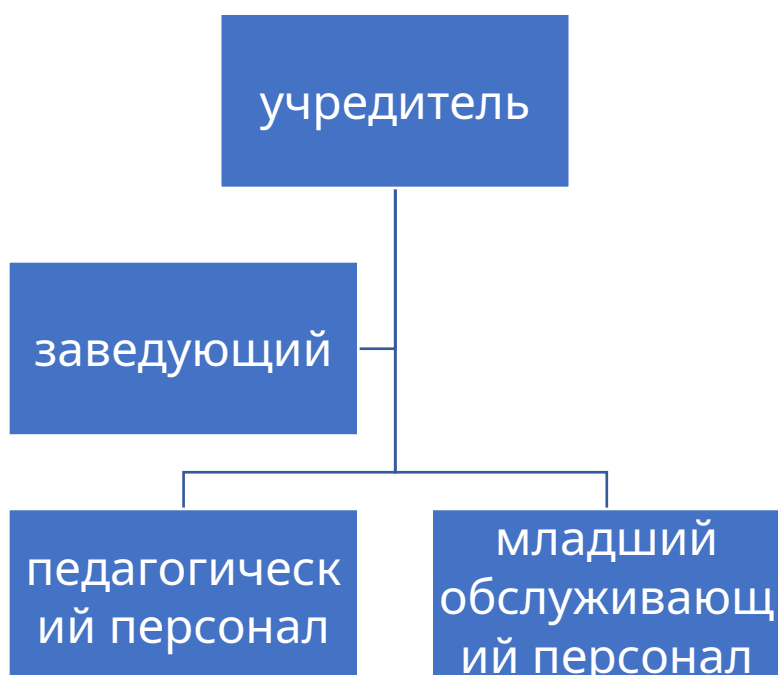 учредитель
заведующий
педагогическ
ий персонал
младший
обслуживающ
ий персонал